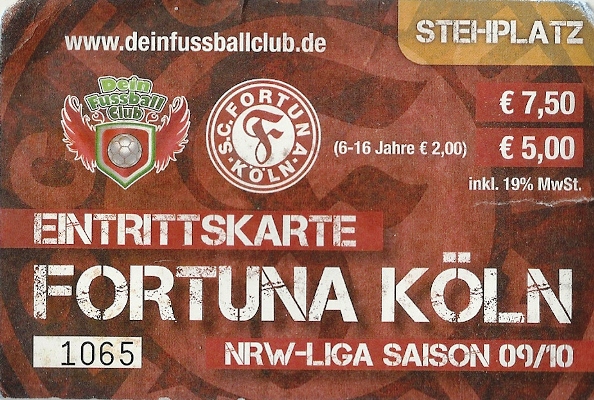 www.deinfussballclub.de
STEHPLATZ
Dein
Fussball
Club
S.C. FORTUNA
KÖLN
F
€ 7,50
(6-16 Jahre € 2,00)
€ 5,00
inkl. 19% MwSt.
EINTRITTSKARTE
FORTUNA KÖLN
1065
NRW-LIGA SAISON 09/10